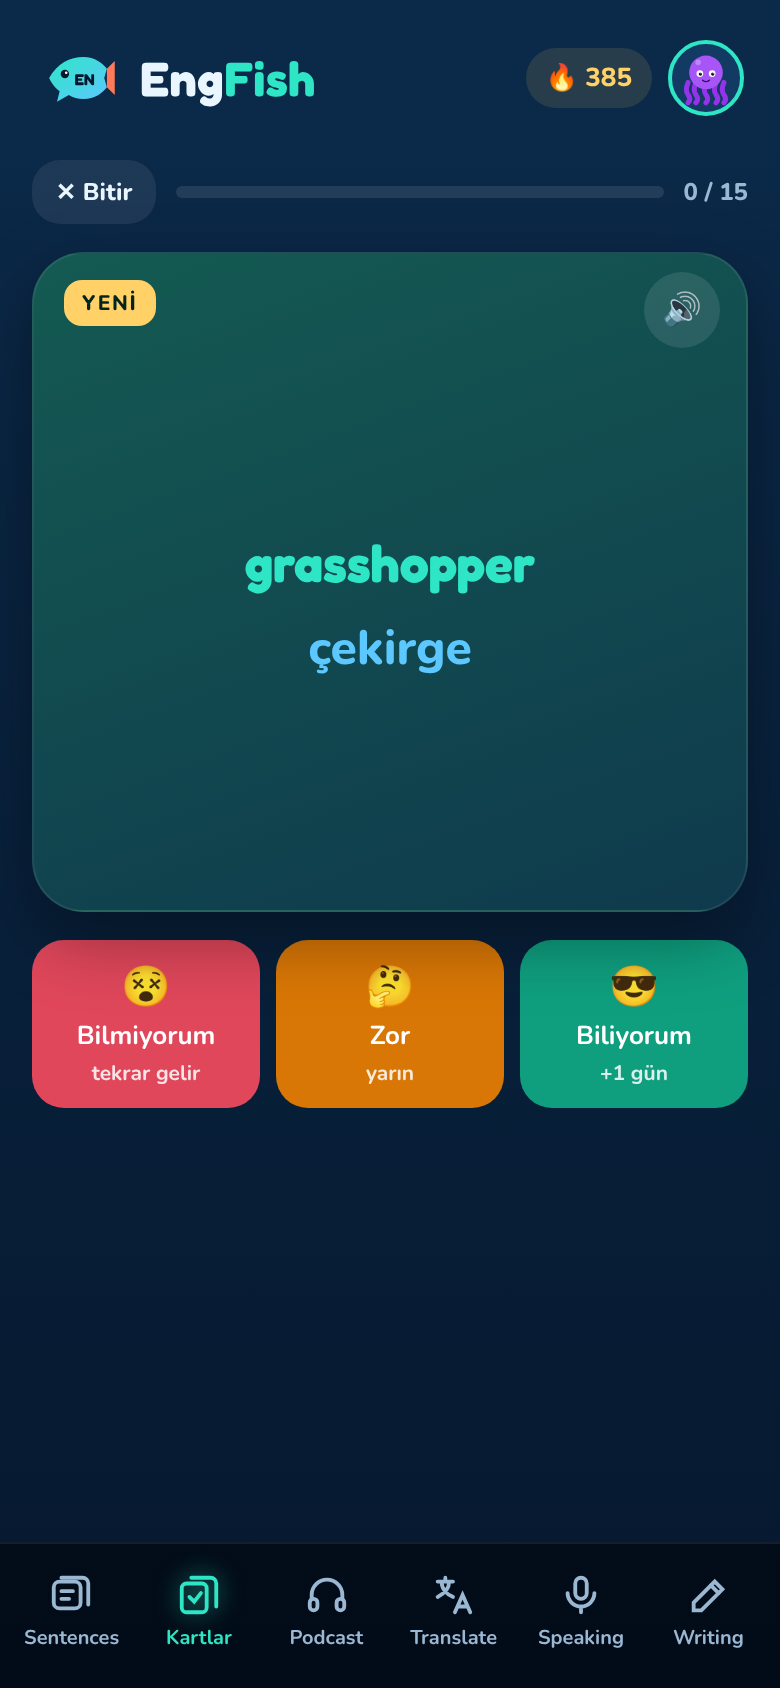 EN EngFish 🔥 385
✕ Bitir 0 / 15
YENİ
grasshopper
çekirge
Bilmiyorum
tekrar gelir
Zor
yarın
Biliyorum
+1 gün
Sentences Kartlar Podcast Translate Speaking Writing